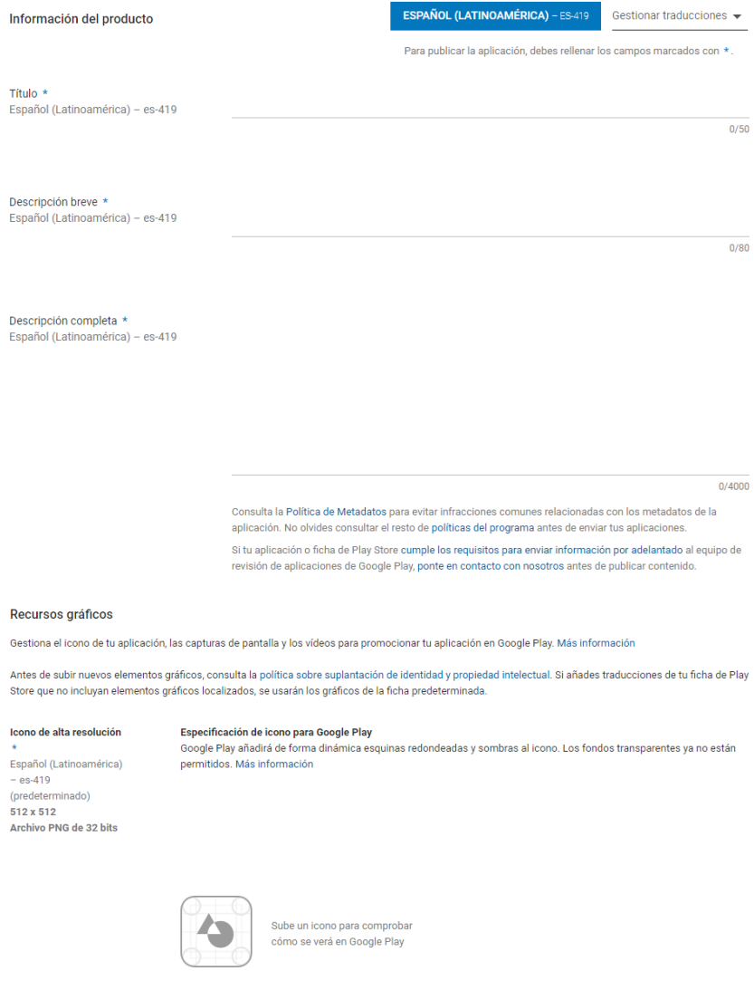 Información del producto
ESPAÑOL (LATINOAMÉRICA) – ES-419
Gestionar traducciones
Para publicar la aplicación, debes rellenar los campos marcados con * .
Título *
Español (Latinoamérica) – es-419
0/50
Descripción breve *
Español (Latinoamérica) – es-419
0/80
Descripción completa *
Español (Latinoamérica) – es-419
0/4000
Consulta la Política de Metadatos para evitar infracciones comunes relacionadas con los metadatos de la
aplicación. No olvides consultar el resto de políticas del programa antes de enviar tus aplicaciones.
Si tu aplicación o ficha de Play Store cumple los requisitos para enviar información por adelantado al equipo de
revisión de aplicaciones de Google Play, ponte en contacto con nosotros antes de publicar contenido.
Recursos gráficos
Gestiona el icono de tu aplicación, las capturas de pantalla y los vídeos para promocionar tu aplicación en Google Play. Más información
Antes de subir nuevos elementos gráficos, consulta la política sobre suplantación de identidad y propiedad intelectual. Si añades traducciones de tu ficha de Play
Store que no incluyan elementos gráficos localizados, se usarán los gráficos de la ficha predeterminada.
Icono de alta resolución
*
Español (Latinoamérica)
– es-419
(predeterminado)
512 x 512
Archivo PNG de 32 bits
Especificación de icono para Google Play
Google Play añadirá de forma dinámica esquinas redondeadas y sombras al icono. Los fondos transparentes ya no están
permitidos. Más información
Sube un icono para comprobar
cómo se verá en Google Play